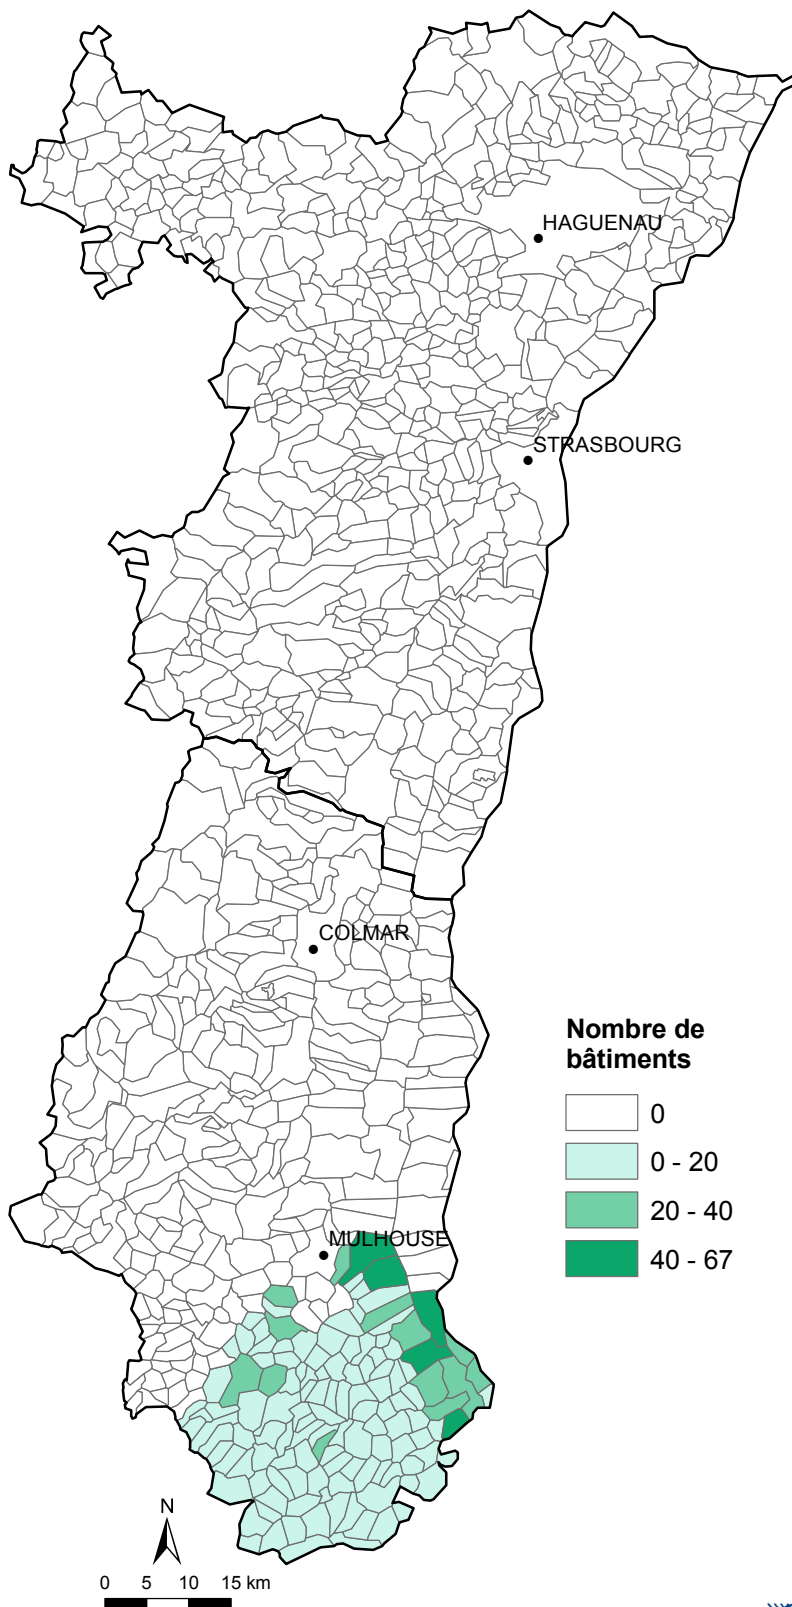 HAGUENAU
STRASBOURG
COLMAR
Nombre de
bâtiments
0
0 - 20
20 - 40
40 - 67
MULHOUSE
N
0 5 10 15 km